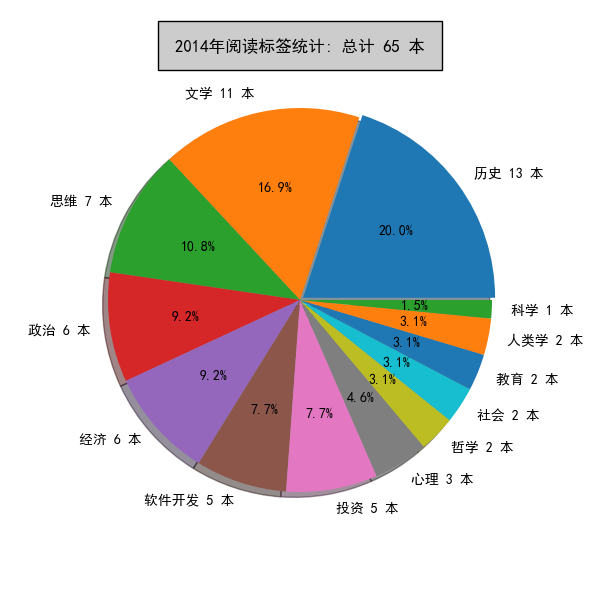 2014年阅读标签统计: 总计 65 本
文学 11 本
历史 13 本
16.9%
思维 7 本
20.0%
10.8%
科学 1 本
1.5%
政治 6 本
9.2%
3.1%
人类学 2 本
3.1%
3.1%
教育 2 本
9.2%
3.1%
4.6%
社会 2 本
7.7%
7.7%
经济 6 本
哲学 2 本
心理 3 本
软件开发 5 本
投资 5 本